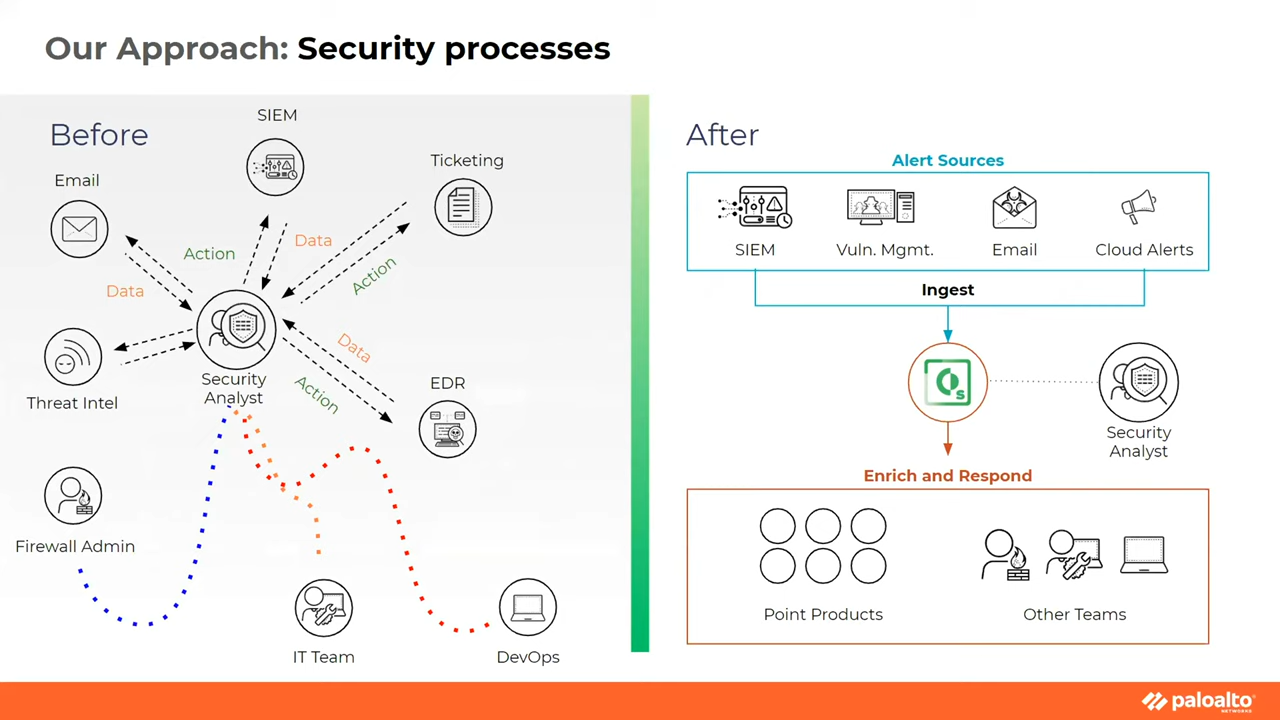 Our Approach: Security processes
Before
SIEM
Ticketing
Email
Action
Data
Action
Data
Data
Action
Security
Analyst
Threat Intel
EDR
Firewall Admin
IT Team
DevOps
After
Alert Sources
SIEM
Vuln. Mgmt.
Email
Cloud Alerts
Ingest
s
Security
Analyst
Enrich and Respond
Point Products
Other Teams
paloalto
NETWORKS